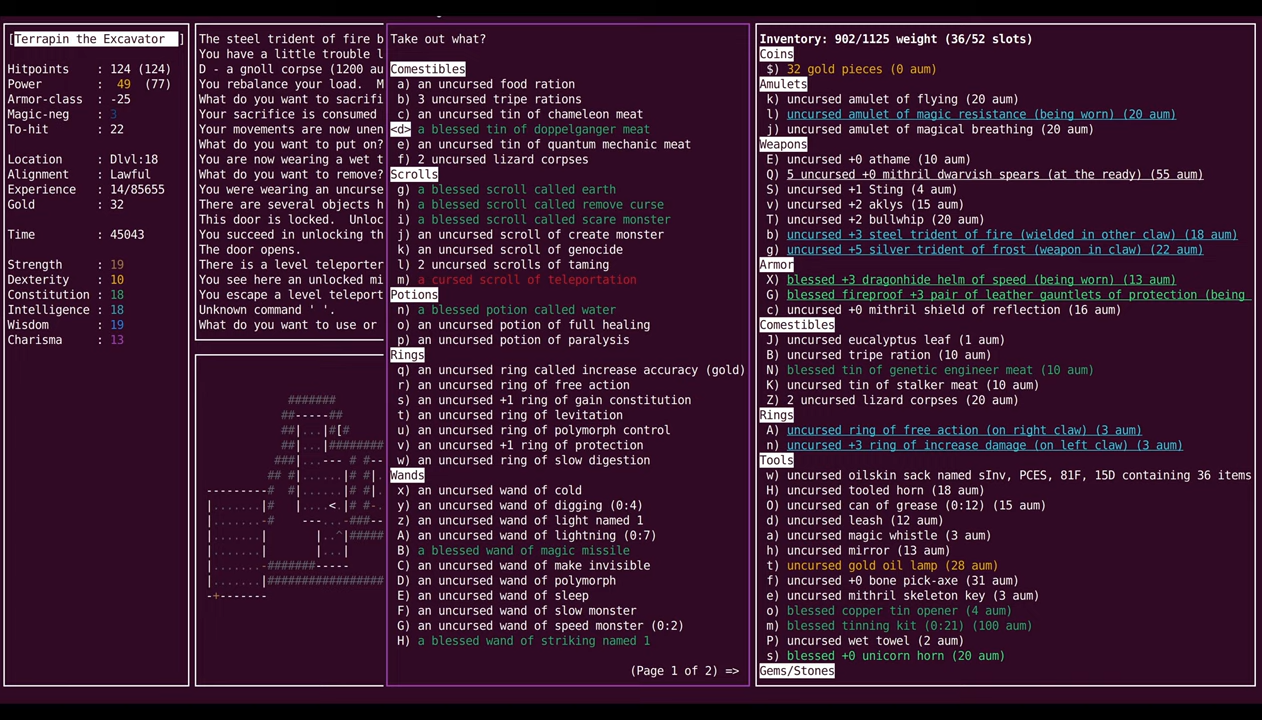 [Terrapin the Excavator ]
Hitpoints : 124 (124)
Power : 49 (77)
Armor-class : -25
Magic-neg : 3
To-hit : 22
Location : Dlvl:18
Alignment : Lawful
Experience : 14/85655
Gold : 32
Time : 45043
Strength : 19
Dexterity : 10
Constitution : 18
Intelligence : 18
Wisdom : 19
Charisma : 13
The steel trident of fire b
You have a little trouble l
D - a gnoll corpse (1200 au
You rebalance your load. M
What do you want to sacrifi
Your sacrifice is consumed
Your movements are now unen
What do you want to put on?
You are now wearing a wet t
What do you want to remove?
You were wearing an uncurse
There are several objects h
This door is locked. Unloc
You succeed in unlocking th
The door opens.
There is a level teleporter
You see here an unlocked mi
You escape a level teleport
Unknown command ' '.
What do you want to use or
Take out what?
Comestibles
a) an uncursed food ration
b) 3 uncursed tripe rations
c) an uncursed tin of chameleon meat
<d> a blessed tin of doppelganger meat
e) an uncursed tin of quantum mechanic meat
f) 2 uncursed lizard corpses
Scrolls
g) a blessed scroll called earth
h) a blessed scroll called remove curse
i) a blessed scroll called scare monster
j) an uncursed scroll of create monster
k) an uncursed scroll of genocide
l) 2 uncursed scrolls of taming
m) a cursed scroll of teleportation
Potions
n) a blessed potion called water
o) an uncursed potion of full healing
p) an uncursed potion of paralysis
Rings
q) an uncursed ring called increase accuracy (gold)
r) an uncursed ring of free action
s) an uncursed +1 ring of gain constitution
t) an uncursed ring of levitation
u) an uncursed ring of polymorph control
v) an uncursed +1 ring of protection
w) an uncursed ring of slow digestion
Wands
x) an uncursed wand of cold
y) an uncursed wand of digging (0:4)
z) an uncursed wand of light named 1
A) an uncursed wand of lightning (0:7)
B) a blessed wand of magic missile
C) an uncursed wand of make invisible
D) an uncursed wand of polymorph
E) an uncursed wand of sleep
F) an uncursed wand of slow monster
G) an uncursed wand of speed monster (0:2)
H) a blessed wand of striking named 1
(Page 1 of 2) =>
Inventory: 902/1125 weight (36/52 slots)
Coins
$) 32 gold pieces (0 aum)
Amulets
k) uncursed amulet of flying (20 aum)
l) uncursed amulet of magic resistance (being worn) (20 aum)
j) uncursed amulet of magical breathing (20 aum)
Weapons
E) uncursed +0 athame (10 aum)
Q) 5 uncursed +0 mithril dwarvish spears (at the ready) (55 aum)
S) uncursed +1 Sting (4 aum)
v) uncursed +2 aklys (15 aum)
T) uncursed +2 bullwhip (20 aum)
b) uncursed +3 steel trident of fire (wielded in other claw) (18 aum)
g) uncursed +5 silver trident of frost (weapon in claw) (22 aum)
Armor
X) blessed +3 dragonhide helm of speed (being worn) (13 aum)
G) blessed fireproof +3 pair of leather gauntlets of protection (being
c) uncursed +0 mithril shield of reflection (16 aum)
Comestibles
J) uncursed eucalyptus leaf (1 aum)
B) uncursed tripe ration (10 aum)
N) blessed tin of genetic engineer meat (10 aum)
K) uncursed tin of stalker meat (10 aum)
Z) 2 uncursed lizard corpses (20 aum)
Rings
A) uncursed ring of free action (on right claw) (3 aum)
n) uncursed +3 ring of increase damage (on left claw) (3 aum)
Tools
w) uncursed oilskin sack named sInv, PCES, 81F, 15D containing 36 items
H) uncursed tooled horn (18 aum)
O) uncursed can of grease (0:12) (15 aum)
d) uncursed leash (12 aum)
a) uncursed magic whistle (3 aum)
h) uncursed mirror (13 aum)
t) uncursed gold oil lamp (28 aum)
f) uncursed +0 bone pick-axe (31 aum)
e) uncursed mithril skeleton key (3 aum)
o) blessed copper tin opener (4 aum)
m) blessed tinning kit (0:21) (100 aum)
P) uncursed wet towel (2 aum)
s) blessed +0 unicorn horn (20 aum)
Gems/Stones